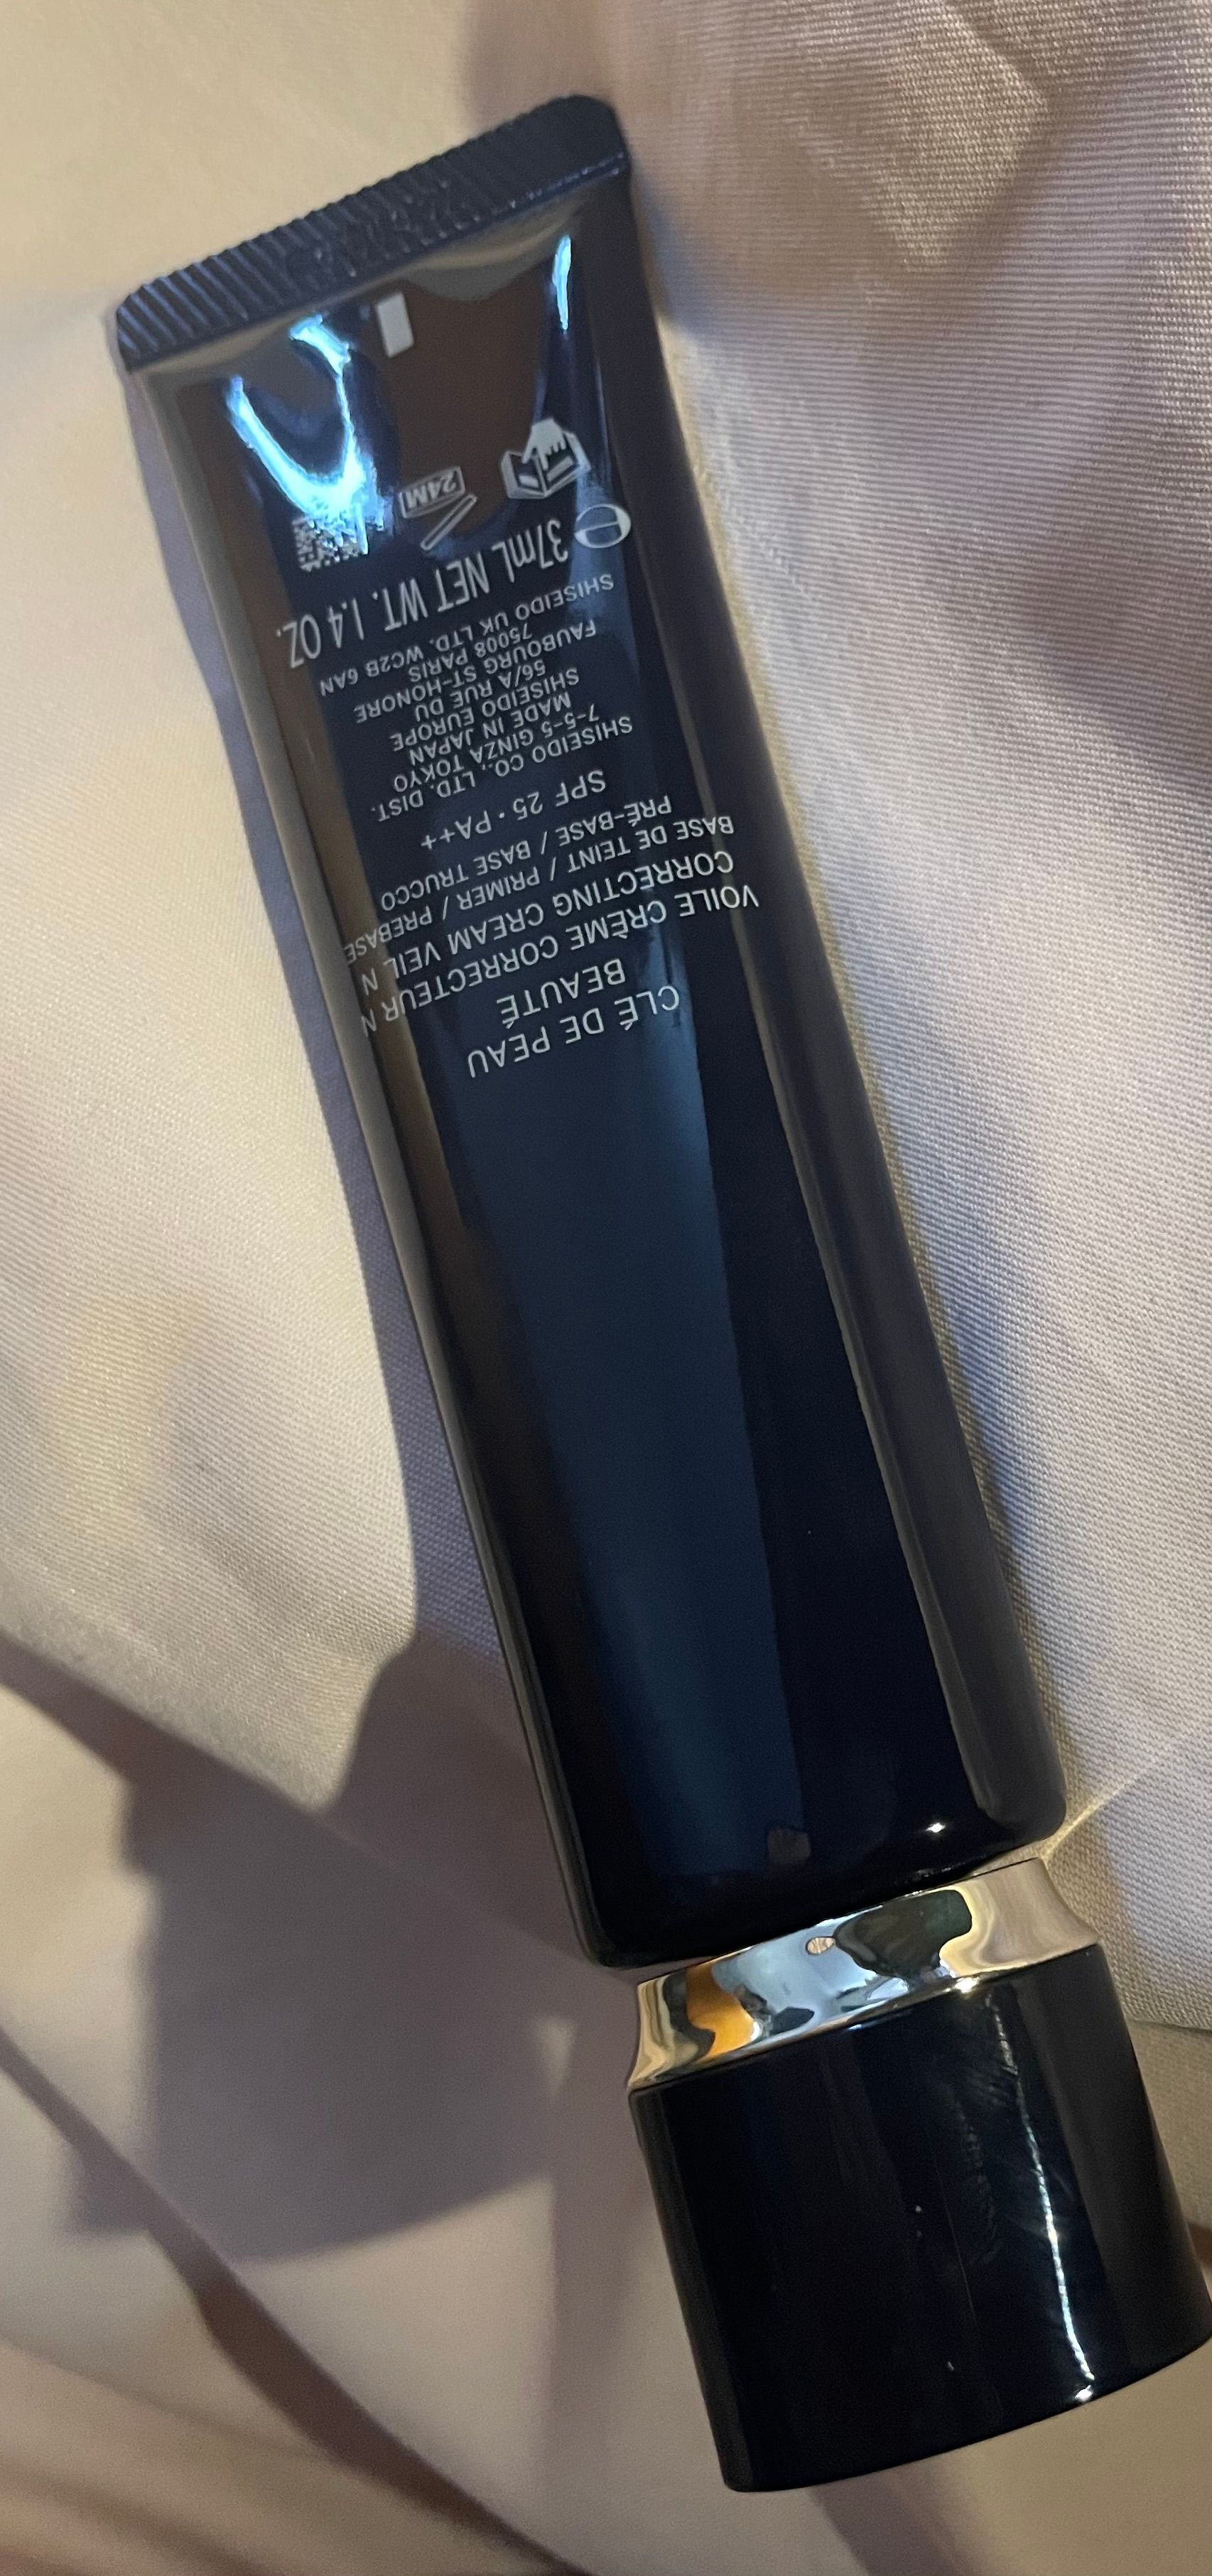 CLÉ DE PEAU
BEAUTÉ
VOILE CRÈME CORRECTEUR N
CORRECTING CREAM VEIL N
BASE DE TEINT / PRIMER / PREBASE
PRÉ-BASE / BASE TRUCCO
SPF 25 · PA++
SHISEIDO CO., LTD. DIST.
7-5-5 GINZA TOKYO
MADE IN JAPAN
SHISEIDO EUROPE
56/A RUE DU
FAUBOURG ST-HONORE
75008 PARIS
SHISEIDO UK LTD. WC2B 6AN
37mL NET WT. 1.4 OZ.
24M